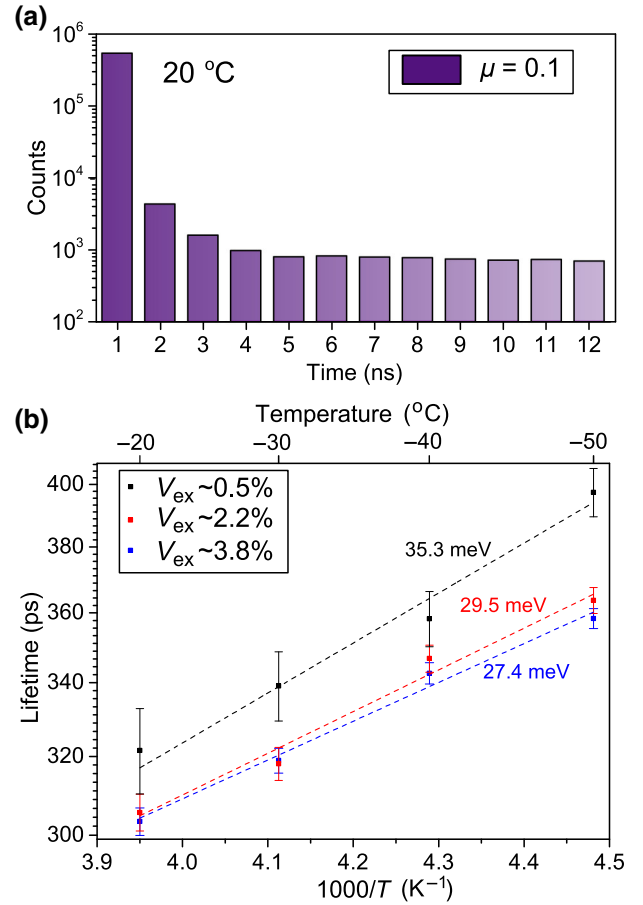 (a)
10⁶
10⁵
10⁴
10³
10²
Counts
20 °C
μ = 0.1
1 2 3 4 5 6 7 8 9 10 11 12
Time (ns)
(b)
Temperature (°C)
–20 –30 –40 –50
400
380
360
340
320
300
Lifetime (ps)
Vₑₓ ~0.5%
Vₑₓ ~2.2%
Vₑₓ ~3.8%
35.3 meV
29.5 meV
27.4 meV
3.9 4.0 4.1 4.2 4.3 4.4 4.5
1000/T (K⁻¹)